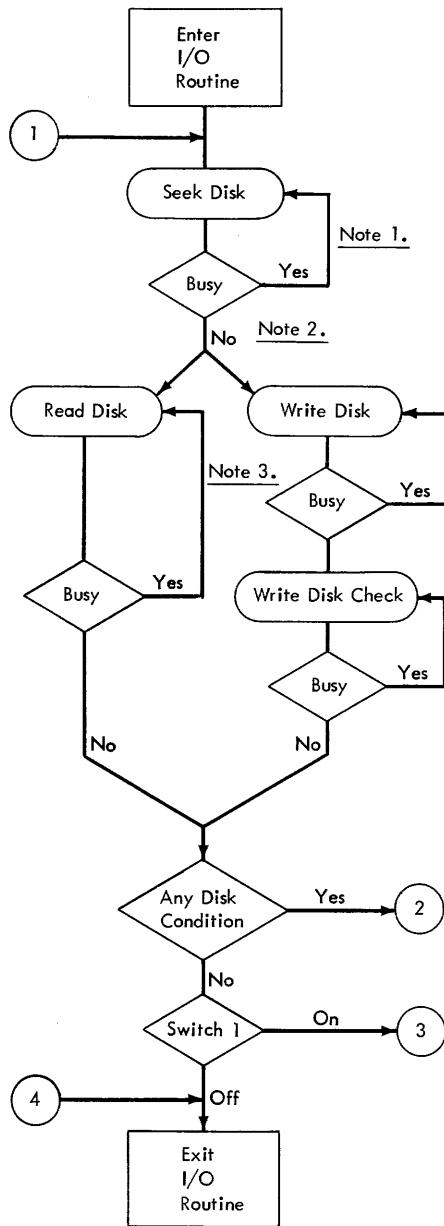 Enter
I/O
Routine
1
Seek Disk
Note 1.
Busy
Yes
No
Note 2.
Read Disk
Write Disk
Note 3.
Busy
Yes
Busy
Yes
Write Disk Check
Busy
Yes
No
No
Any Disk
Condition
Yes
2
No
Switch 1
On
3
4
Off
Exit
I/O
Routine